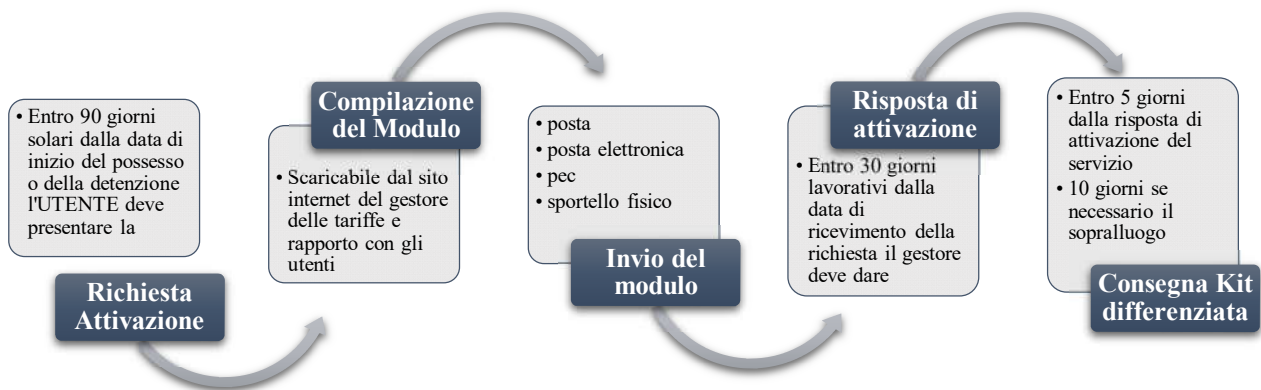 • Entro 90 giorni
solari dalla data di
inizio del possesso
o della detenzione
l'UTENTE deve
presentare la
Richiesta
Attivazione
Compilazione
del Modulo
• Scaricabile dal sito
internet del gestore
delle tariffe e
rapporto con gli
utenti
• posta
• posta elettronica
• pec
• sportello fisico
Invio del
modulo
Risposta di
attivazione
• Entro 30 giorni
lavorativi dalla
data di
ricevimento della
richiesta il gestore
deve dare
• Entro 5 giorni
dalla risposta di
attivazione del
servizio
• 10 giorni se
necessario il
sopralluogo
Consegna Kit
differenziata